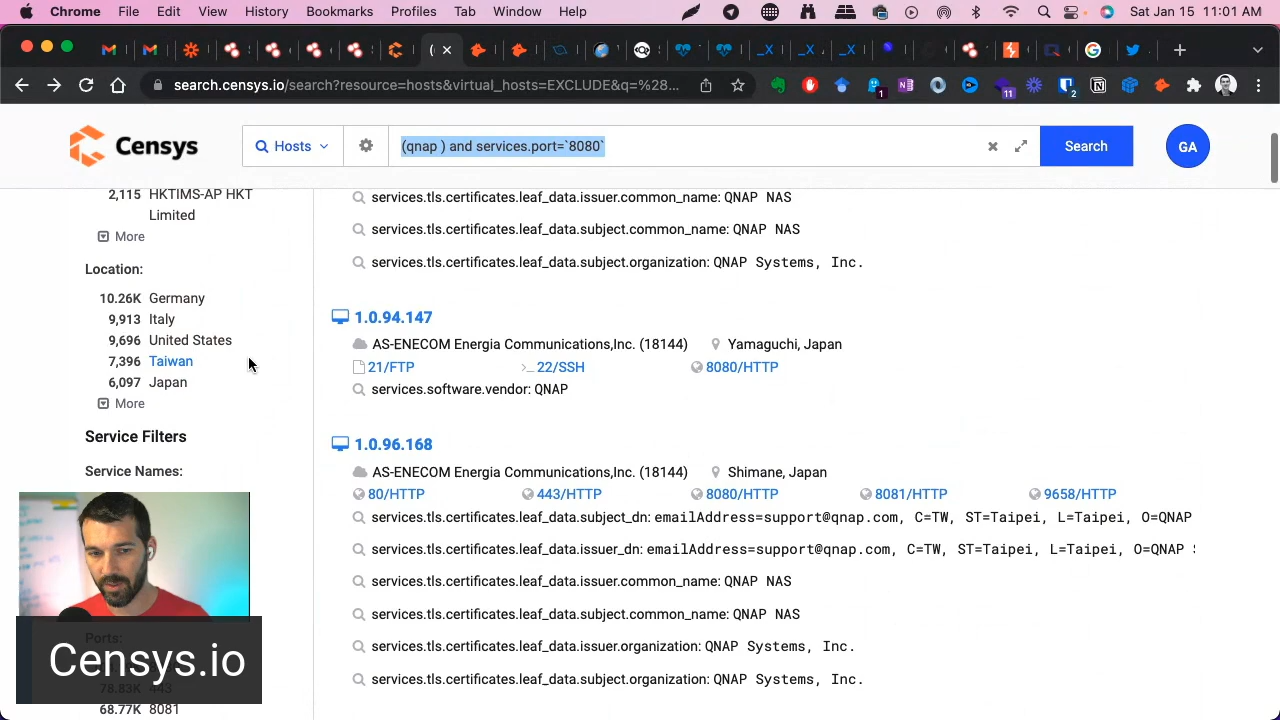 Chrome File Edit View History Bookmarks Profiles Tab Window Help Sat Jan 15 11:01 AM
search.censys.io/search?resource=hosts&virtual_hosts=EXCLUDE&q=%28...
1
2
Censys
Hosts
(qnap ) and services.port=`8080`
Search
GA
2,115 HKTIMS-AP HKT
Limited
More
Location:
10.26K Germany
9,913 Italy
9,696 United States
7,396 Taiwan
6,097 Japan
More
Service Filters
Service Names:
Ports:
78.83K 443
68.77K 8081
services.tls.certificates.leaf_data.issuer.common_name: QNAP NAS
services.tls.certificates.leaf_data.subject.common_name: QNAP NAS
services.tls.certificates.leaf_data.subject.organization: QNAP Systems, Inc.
1.0.94.147
AS-ENECOM Energia Communications,Inc. (18144) Yamaguchi, Japan
21/FTP 22/SSH 8080/HTTP
services.software.vendor: QNAP
1.0.96.168
AS-ENECOM Energia Communications,Inc. (18144) Shimane, Japan
80/HTTP 443/HTTP 8080/HTTP 8081/HTTP 9658/HTTP
services.tls.certificates.leaf_data.subject_dn: emailAddress=support@qnap.com, C=TW, ST=Taipei, L=Taipei, O=QNAP
services.tls.certificates.leaf_data.issuer_dn: emailAddress=support@qnap.com, C=TW, ST=Taipei, L=Taipei, O=QNAP
services.tls.certificates.leaf_data.issuer.common_name: QNAP NAS
services.tls.certificates.leaf_data.subject.common_name: QNAP NAS
services.tls.certificates.leaf_data.issuer.organization: QNAP Systems, Inc.
services.tls.certificates.leaf_data.subject.organization: QNAP Systems, Inc.
Censys.io